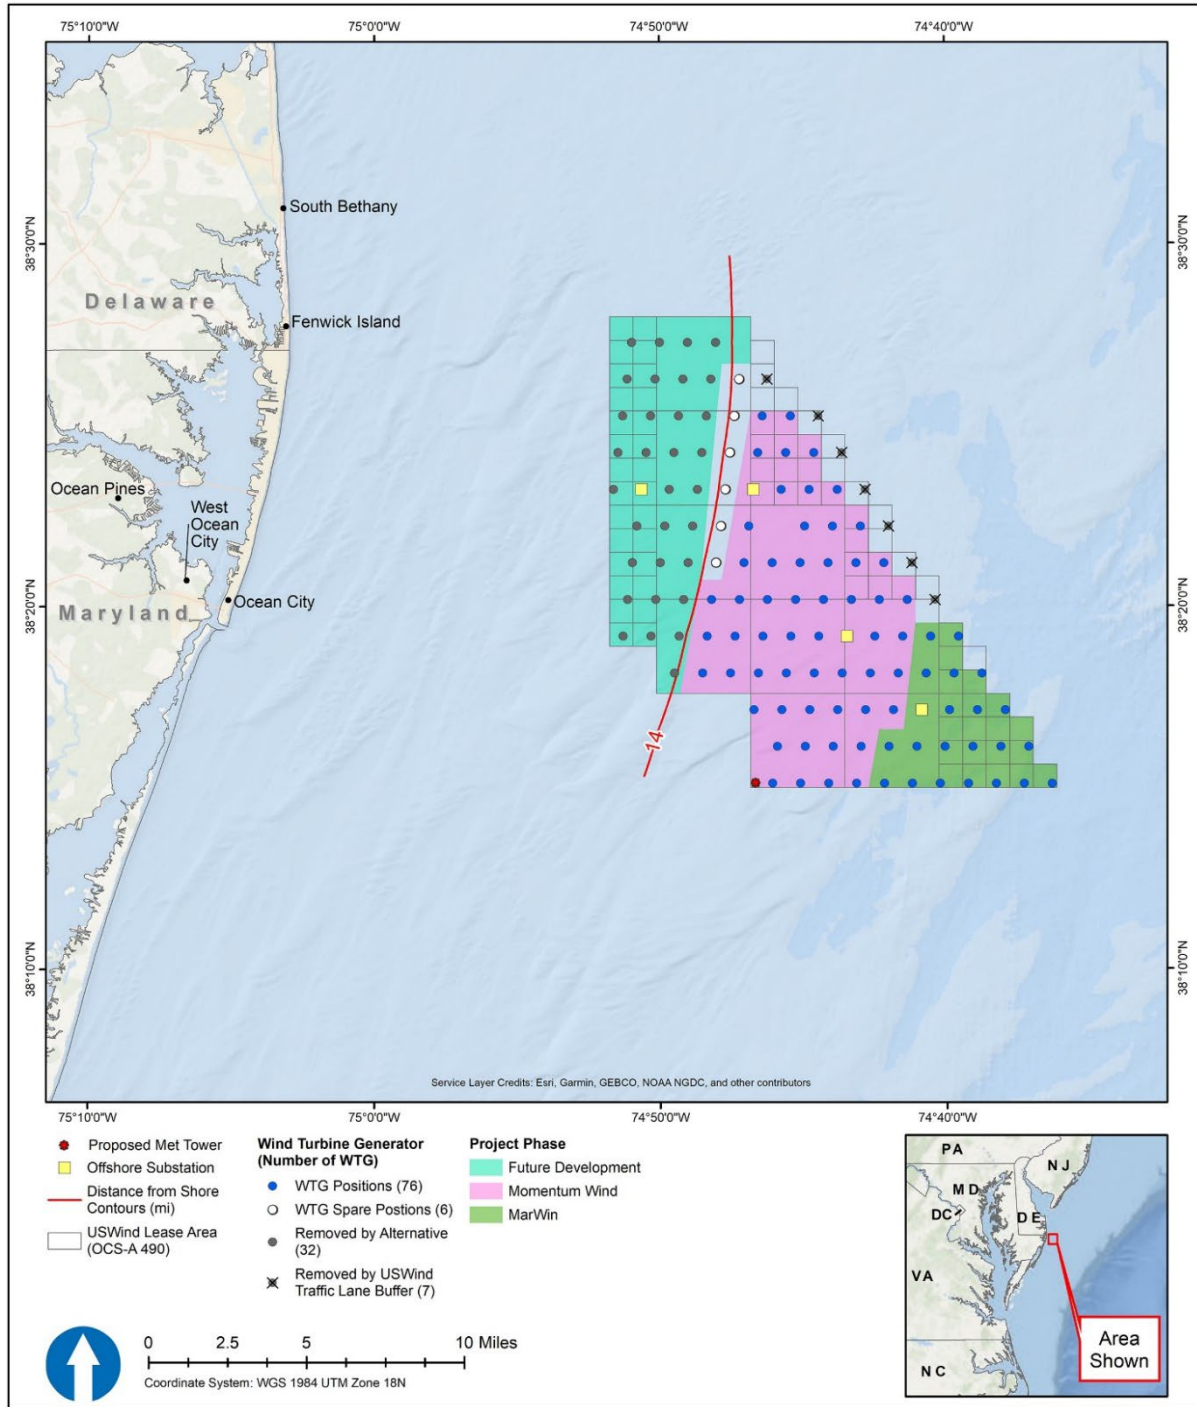 75°10'0"W
75°0'0"W
74°50'0"W
74°40'0"W
38°30'0"N
38°30'0"N
South Bethany
Delaware
Fenwick Island
Ocean Pines
West
Ocean
City
Maryland
Ocean City
38°20'0"N
38°20'0"N
14
38°10'0"N
38°10'0"N
Service Layer Credits: Esri, Garmin, GEBCO, NOAA NGDC, and other contributors
75°10'0"W
75°0'0"W
74°50'0"W
74°40'0"W
Proposed Met Tower
Offshore Substation
Distance from Shore
Contours (mi)
USWind Lease Area
(OCS-A 490)
Wind Turbine Generator
(Number of WTG)
WTG Positions (76)
WTG Spare Postions (6)
Removed by Alternative
(32)
Removed by USWind
Traffic Lane Buffer (7)
Project Phase
Future Development
Momentum Wind
MarWin
0
2.5
5
10 Miles
Coordinate System: WGS 1984 UTM Zone 18N
PA
NJ
MD
DC
DE
VA
NC
Area
Shown